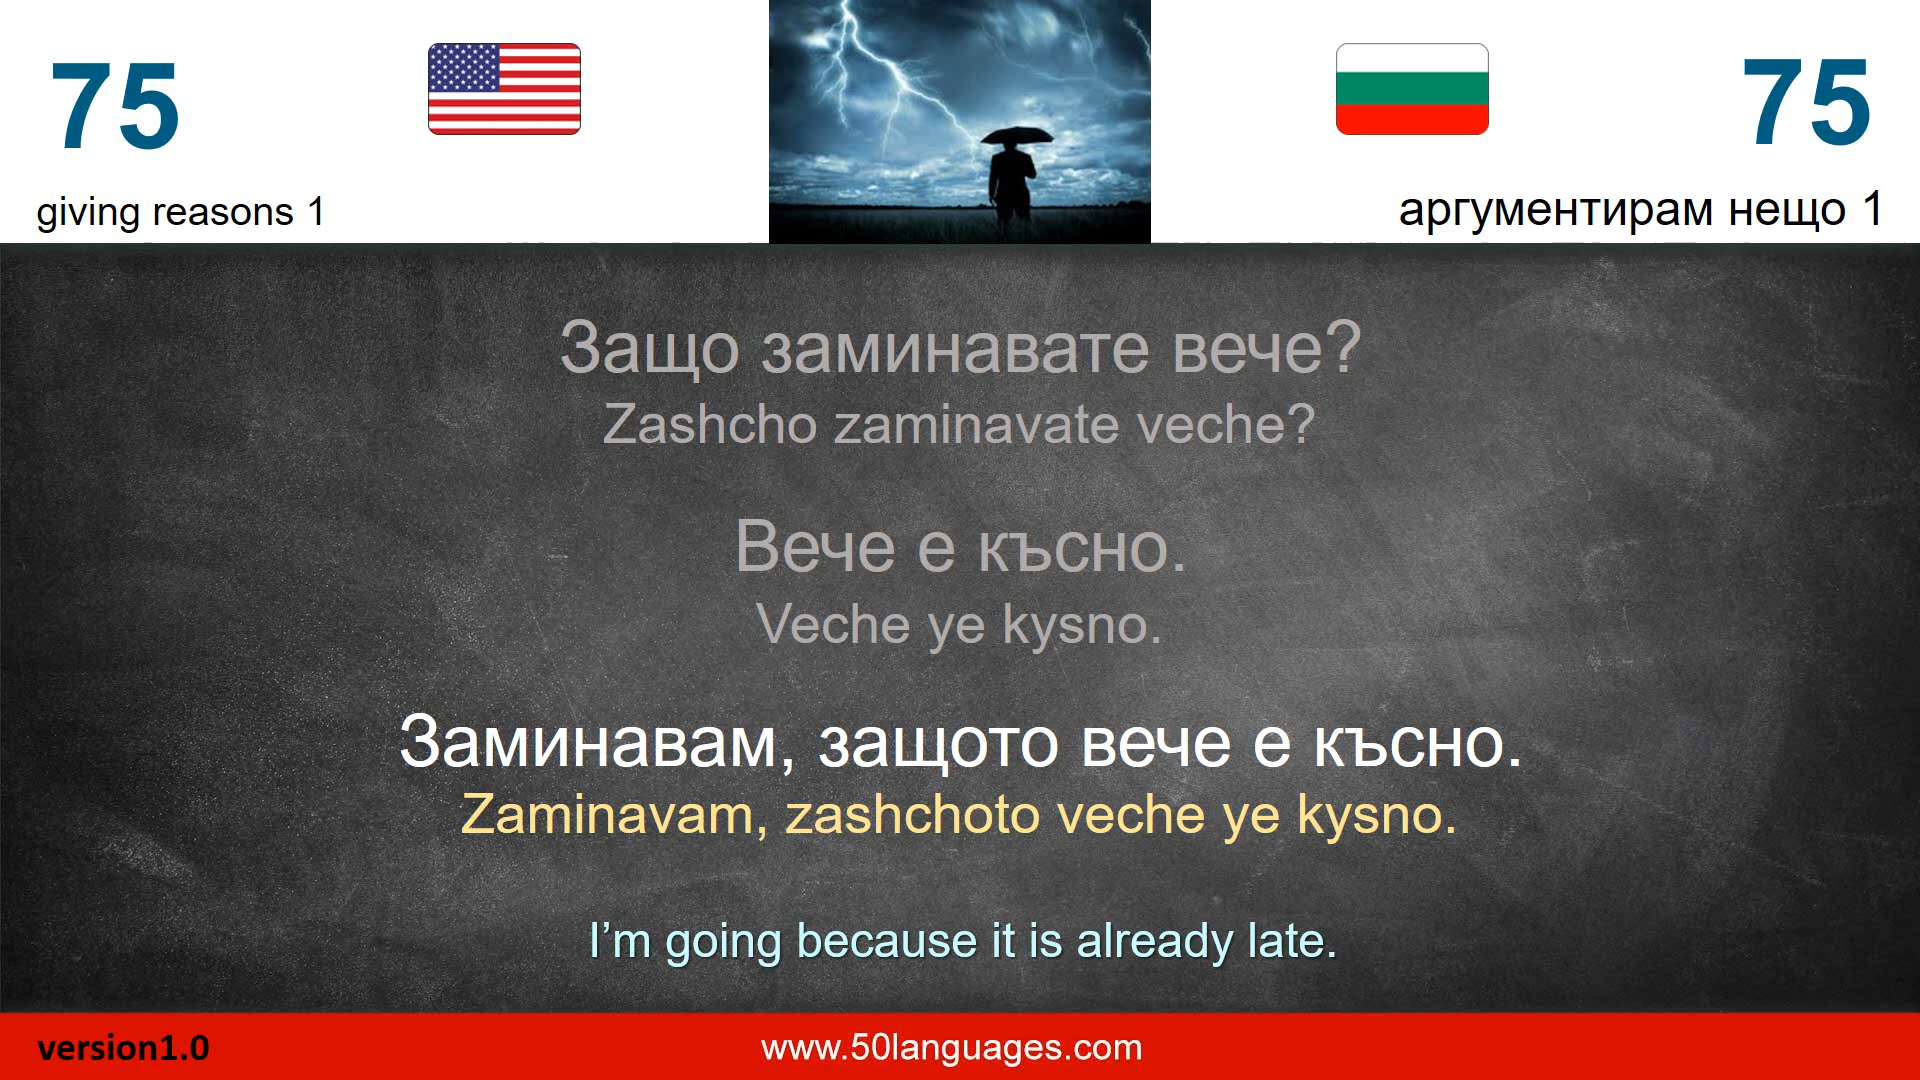 75
75
giving reasons 1
аргументирам нещо 1
Защо заминавате вече?
Zashcho zaminavate veche?
Вече е късно.
Veche ye kysno.
Заминавам, защото вече е късно.
Zaminavam, zashchoto veche ye kysno.
I’m going because it is already late.
version1.0
www.50languages.com